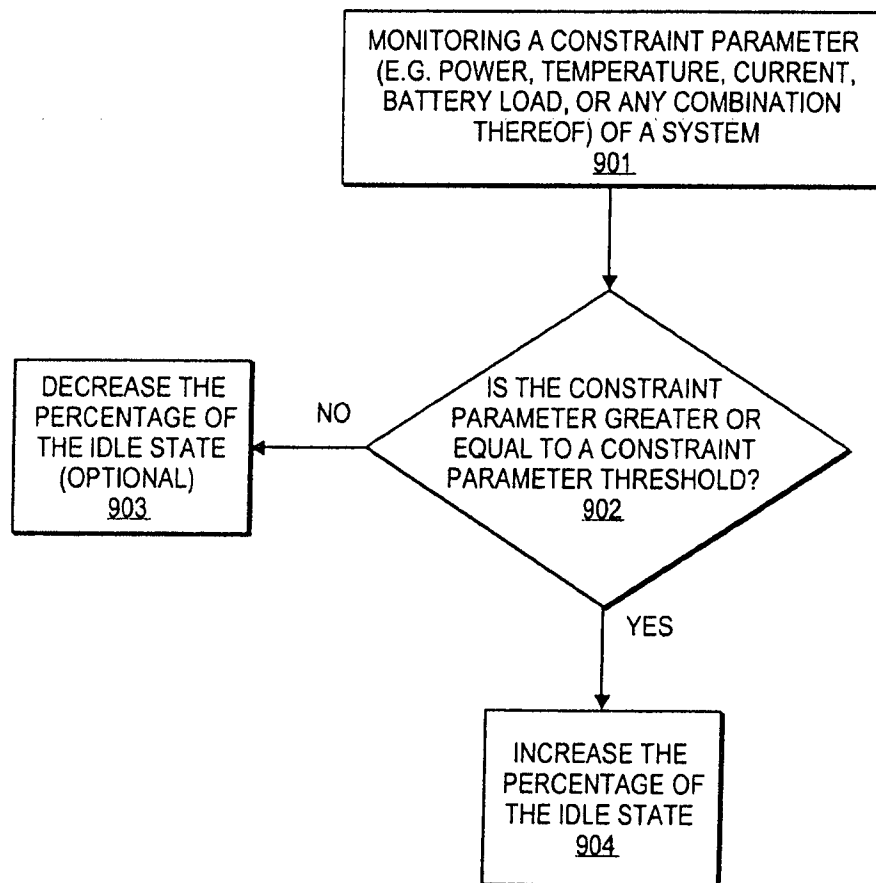 MONITORING A CONSTRAINT PARAMETER
(E.G. POWER, TEMPERATURE, CURRENT,
BATTERY LOAD, OR ANY COMBINATION
THEREOF) OF A SYSTEM
901
IS THE CONSTRAINT
PARAMETER GREATER OR
EQUAL TO A CONSTRAINT
PARAMETER THRESHOLD?
902
NO
DECREASE THE
PERCENTAGE OF
THE IDLE STATE
(OPTIONAL)
903
YES
INCREASE THE
PERCENTAGE OF
THE IDLE STATE
904